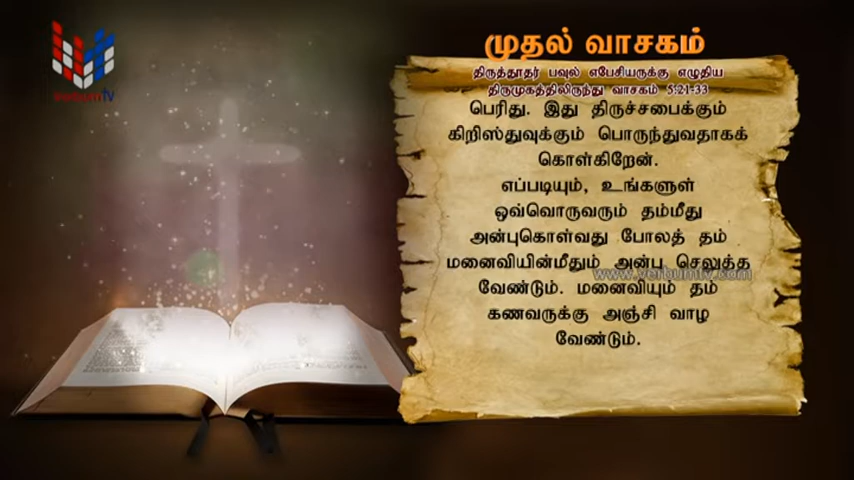 verbumTV
முதல் வாசகம்
திருத்தூதர் பவுல் எபேசியருக்கு எழுதிய
திருமுகத்திலிருந்து வாசகம் 5:21-33
பெரிது. இது திருச்சபைக்கும்
கிறிஸ்துவுக்கும் பொருந்துவதாகக்
கொள்கிறேன்.
எப்படியும், உங்களுள்
ஒவ்வொருவரும் தம்மீது
அன்புகொள்வது போலத் தம்
மனைவியின்மீதும் அன்பு செலுத்த
www.verbumtv.com
வேண்டும். மனைவியும் தம்
கணவருக்கு அஞ்சி வாழ
வேண்டும்.